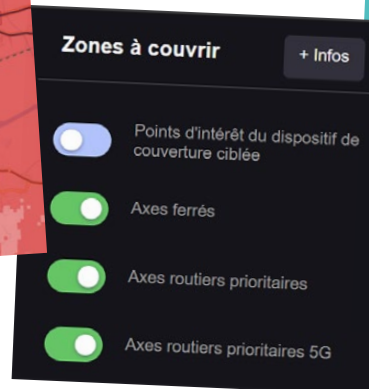 Zones à couvrir
+ Infos
Points d'intérêt du dispositif de
couverture ciblée
Axes ferrés
Axes routiers prioritaires
Axes routiers prioritaires 5G